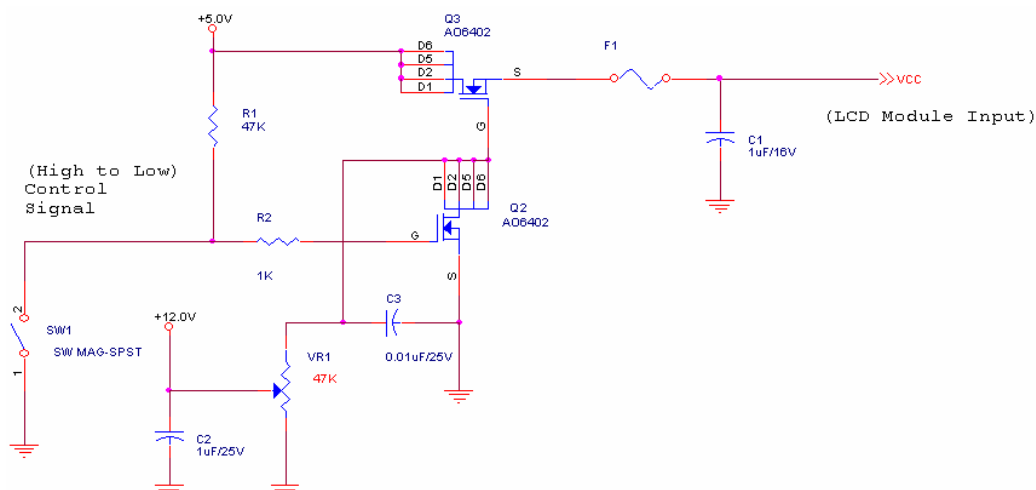 Q3
AO6402
+5.0V
D6
D5
D2
D1
S
G
F1
VCC
(LCD Module Input)
C1
1uF/16V
R1
47K
(High to Low)
Control
Signal
D1
D2
D5
D6
Q2
AO6402
R2
1K
G
S
C3
0.01uF/25V
2
SW1
SW MAG-SPST
1
+12.0V
VR1
47K
C2
1uF/25V